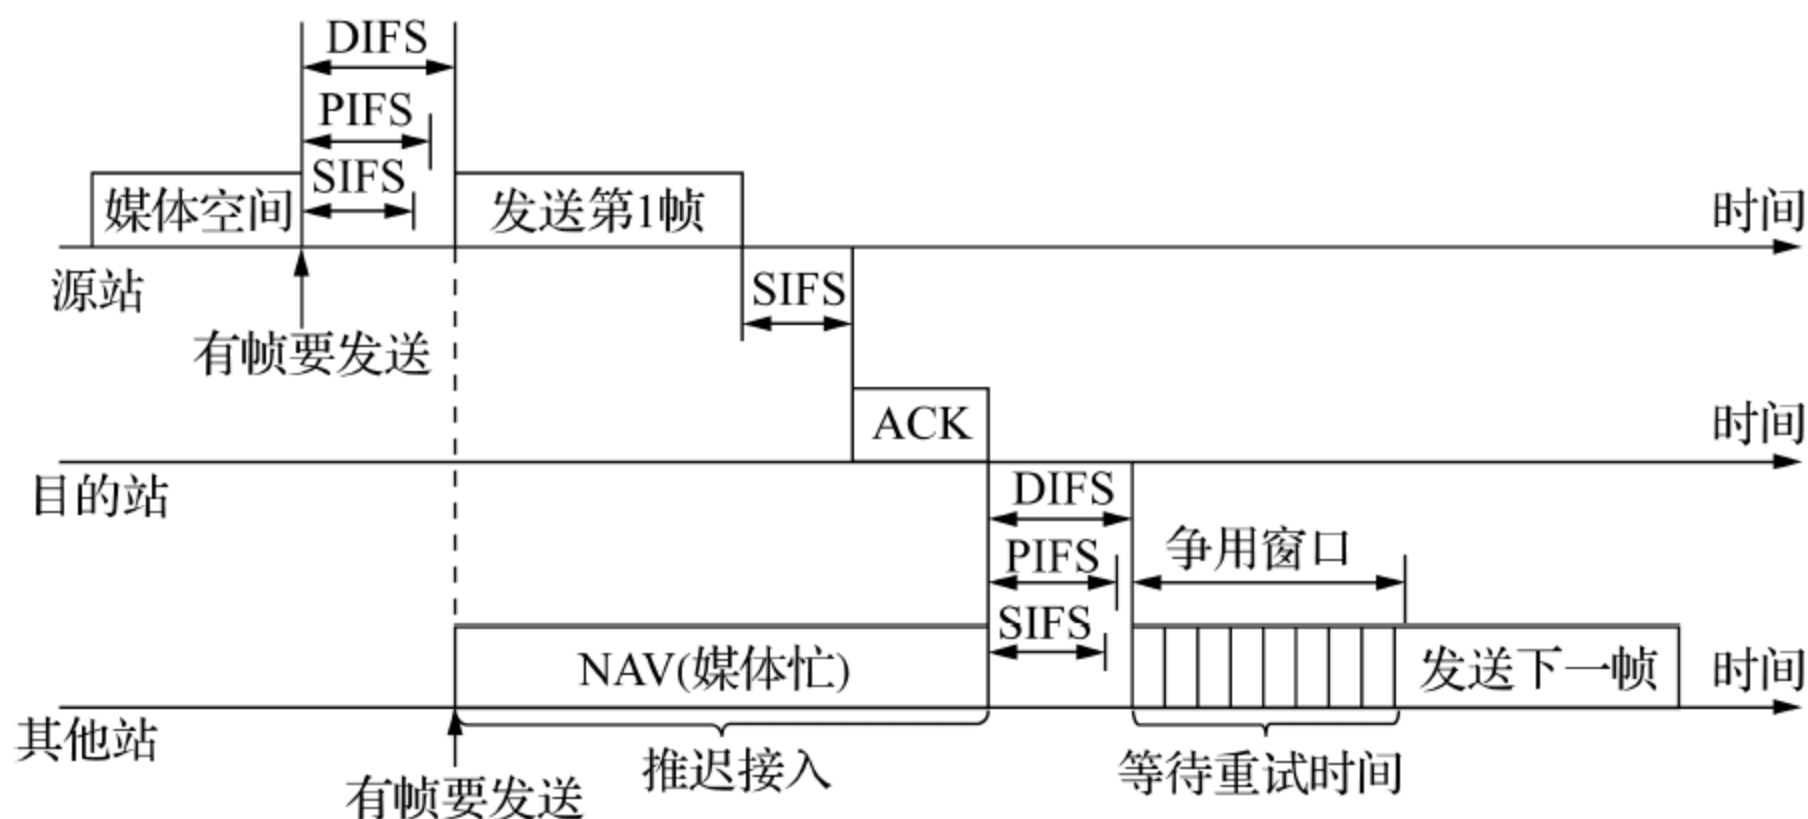 DIFS
PIFS
SIFS
媒体空间
发送第1帧
时间
源站
SIFS
有帧要发送
ACK
时间
目的站
DIFS
PIFS
争用窗口
SIFS
NAV(媒体忙)
发送下一帧
时间
其他站
推迟接入
等待重试时间
有帧要发送